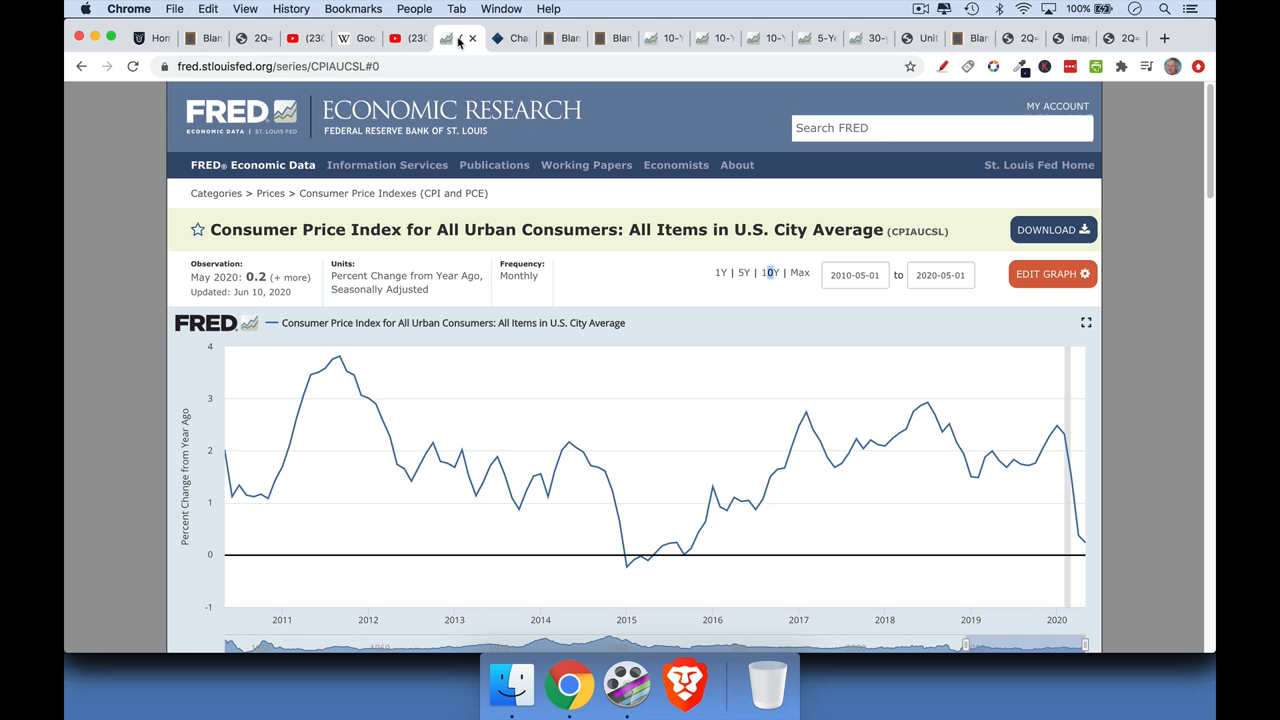 Chrome File Edit View History Bookmarks People Tab Window Help 100%
Hor Blan 2Q= (230 Goo (230 Cha Blan Blan 10-Y 10-Y 10-Y 5-Ye 30- Unit Blan 2Q= ima 2Q=
fred.stlouisfed.org/series/CPIAUCSL#0
FRED ECONOMIC RESEARCH
ECONOMIC DATA | ST. LOUIS FED
FEDERAL RESERVE BANK OF ST. LOUIS
MY ACCOUNT
Search FRED
FRED® Economic Data Information Services Publications Working Papers Economists About St. Louis Fed Home
Categories > Prices > Consumer Price Indexes (CPI and PCE)
Consumer Price Index for All Urban Consumers: All Items in U.S. City Average (CPIAUCSL)
DOWNLOAD
Observation:
May 2020: 0.2 (+ more)
Updated: Jun 10, 2020
Units:
Percent Change from Year Ago,
Seasonally Adjusted
Frequency:
Monthly
1Y | 5Y | 10Y | Max
2010-05-01 to 2020-05-01
EDIT GRAPH
FRED Consumer Price Index for All Urban Consumers: All Items in U.S. City Average
Percent Change from Year Ago
4
3
2
1
0
-1
2011 2012 2013 2014 2015 2016 2017 2018 2019 2020